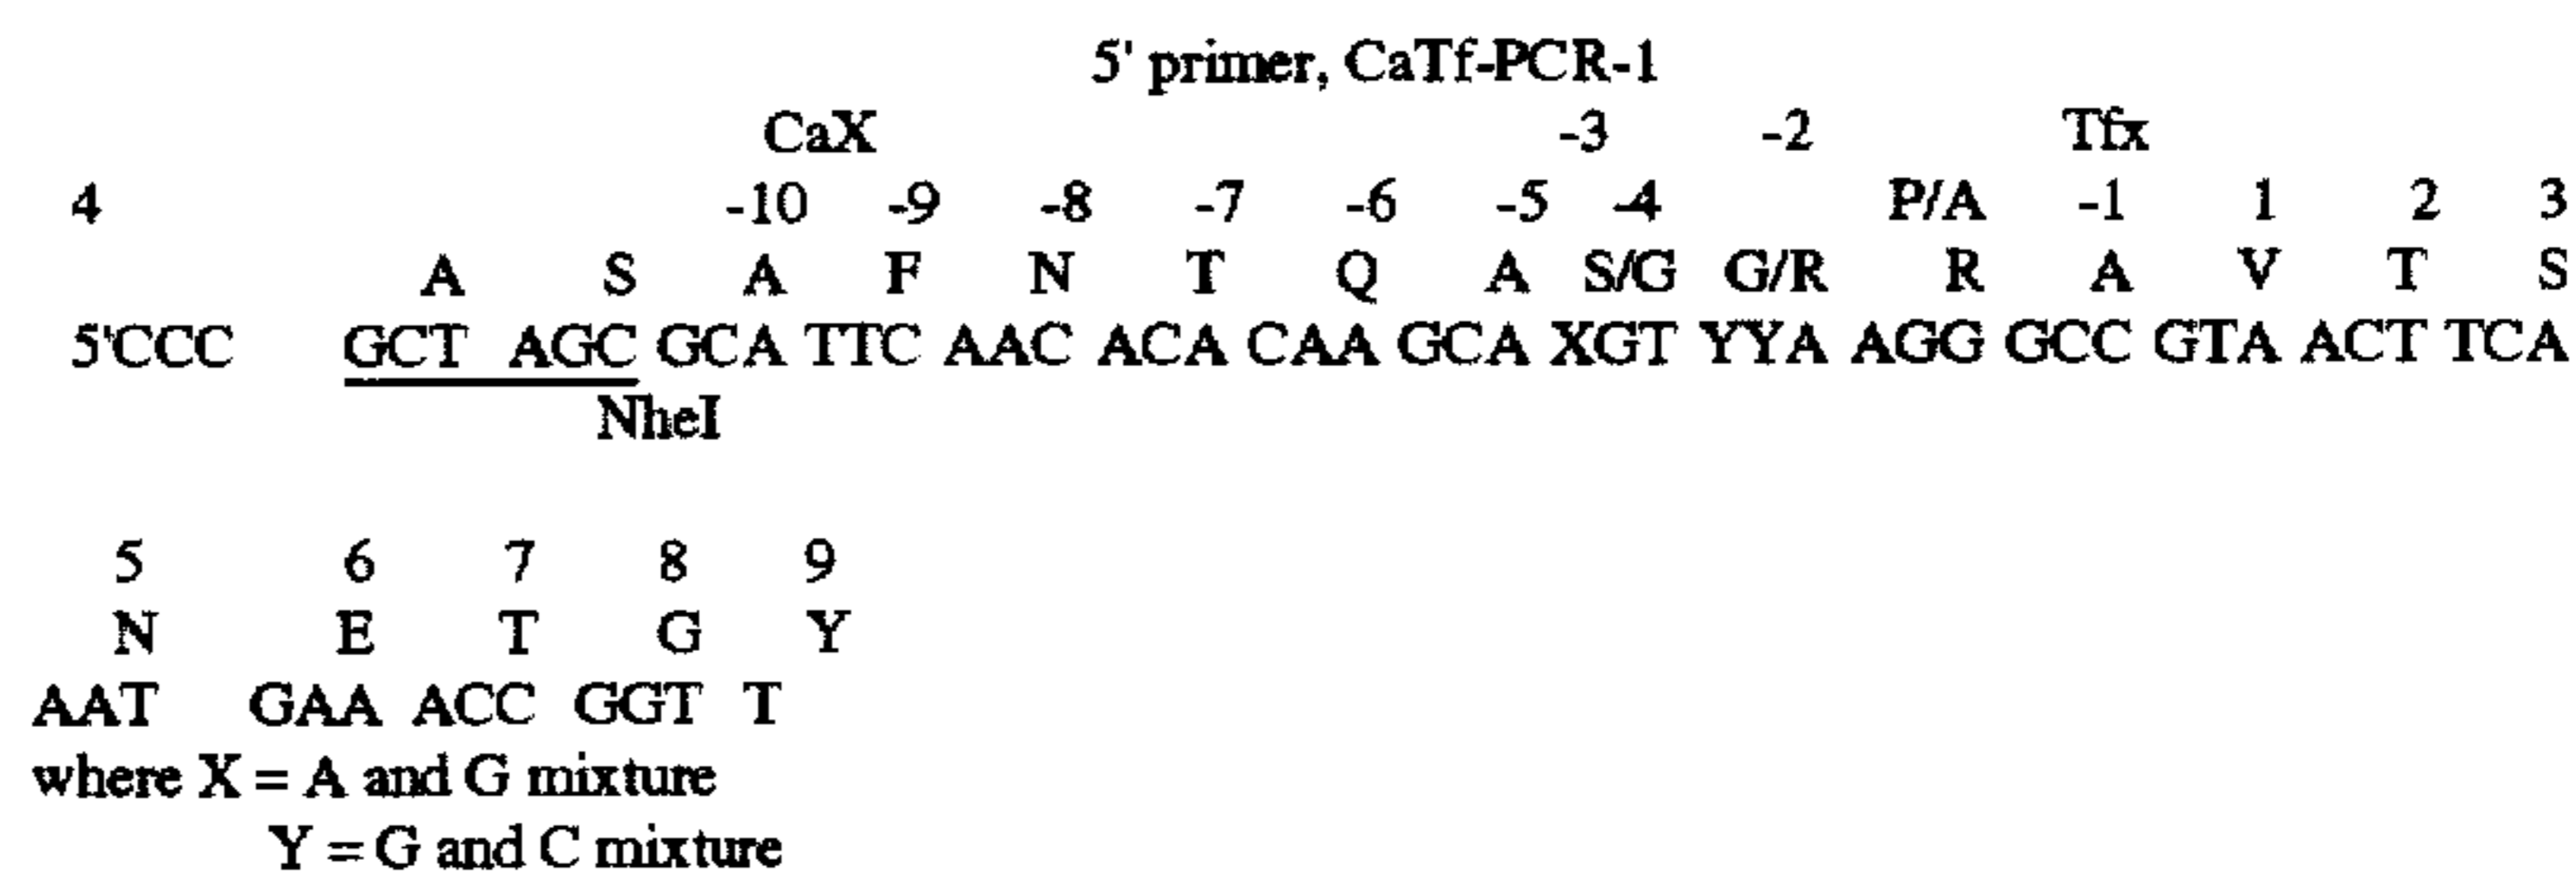 5' primer, CaTf-PCR-1
CaX -3 -2 Tfx
4 -10 -9 -8 -7 -6 -5 -4 P/A -1 1 2 3
A S A F N T Q A S/G G/R R A V T S
5'CCC GCT AGC GCA TTC AAC ACA CAA GCA XGT YYA AGG GCC GTA ACT TCA
NheI
5 6 7 8 9
N E T G Y
AAT GAA ACC GGT T
where X = A and G mixture
Y = G and C mixture